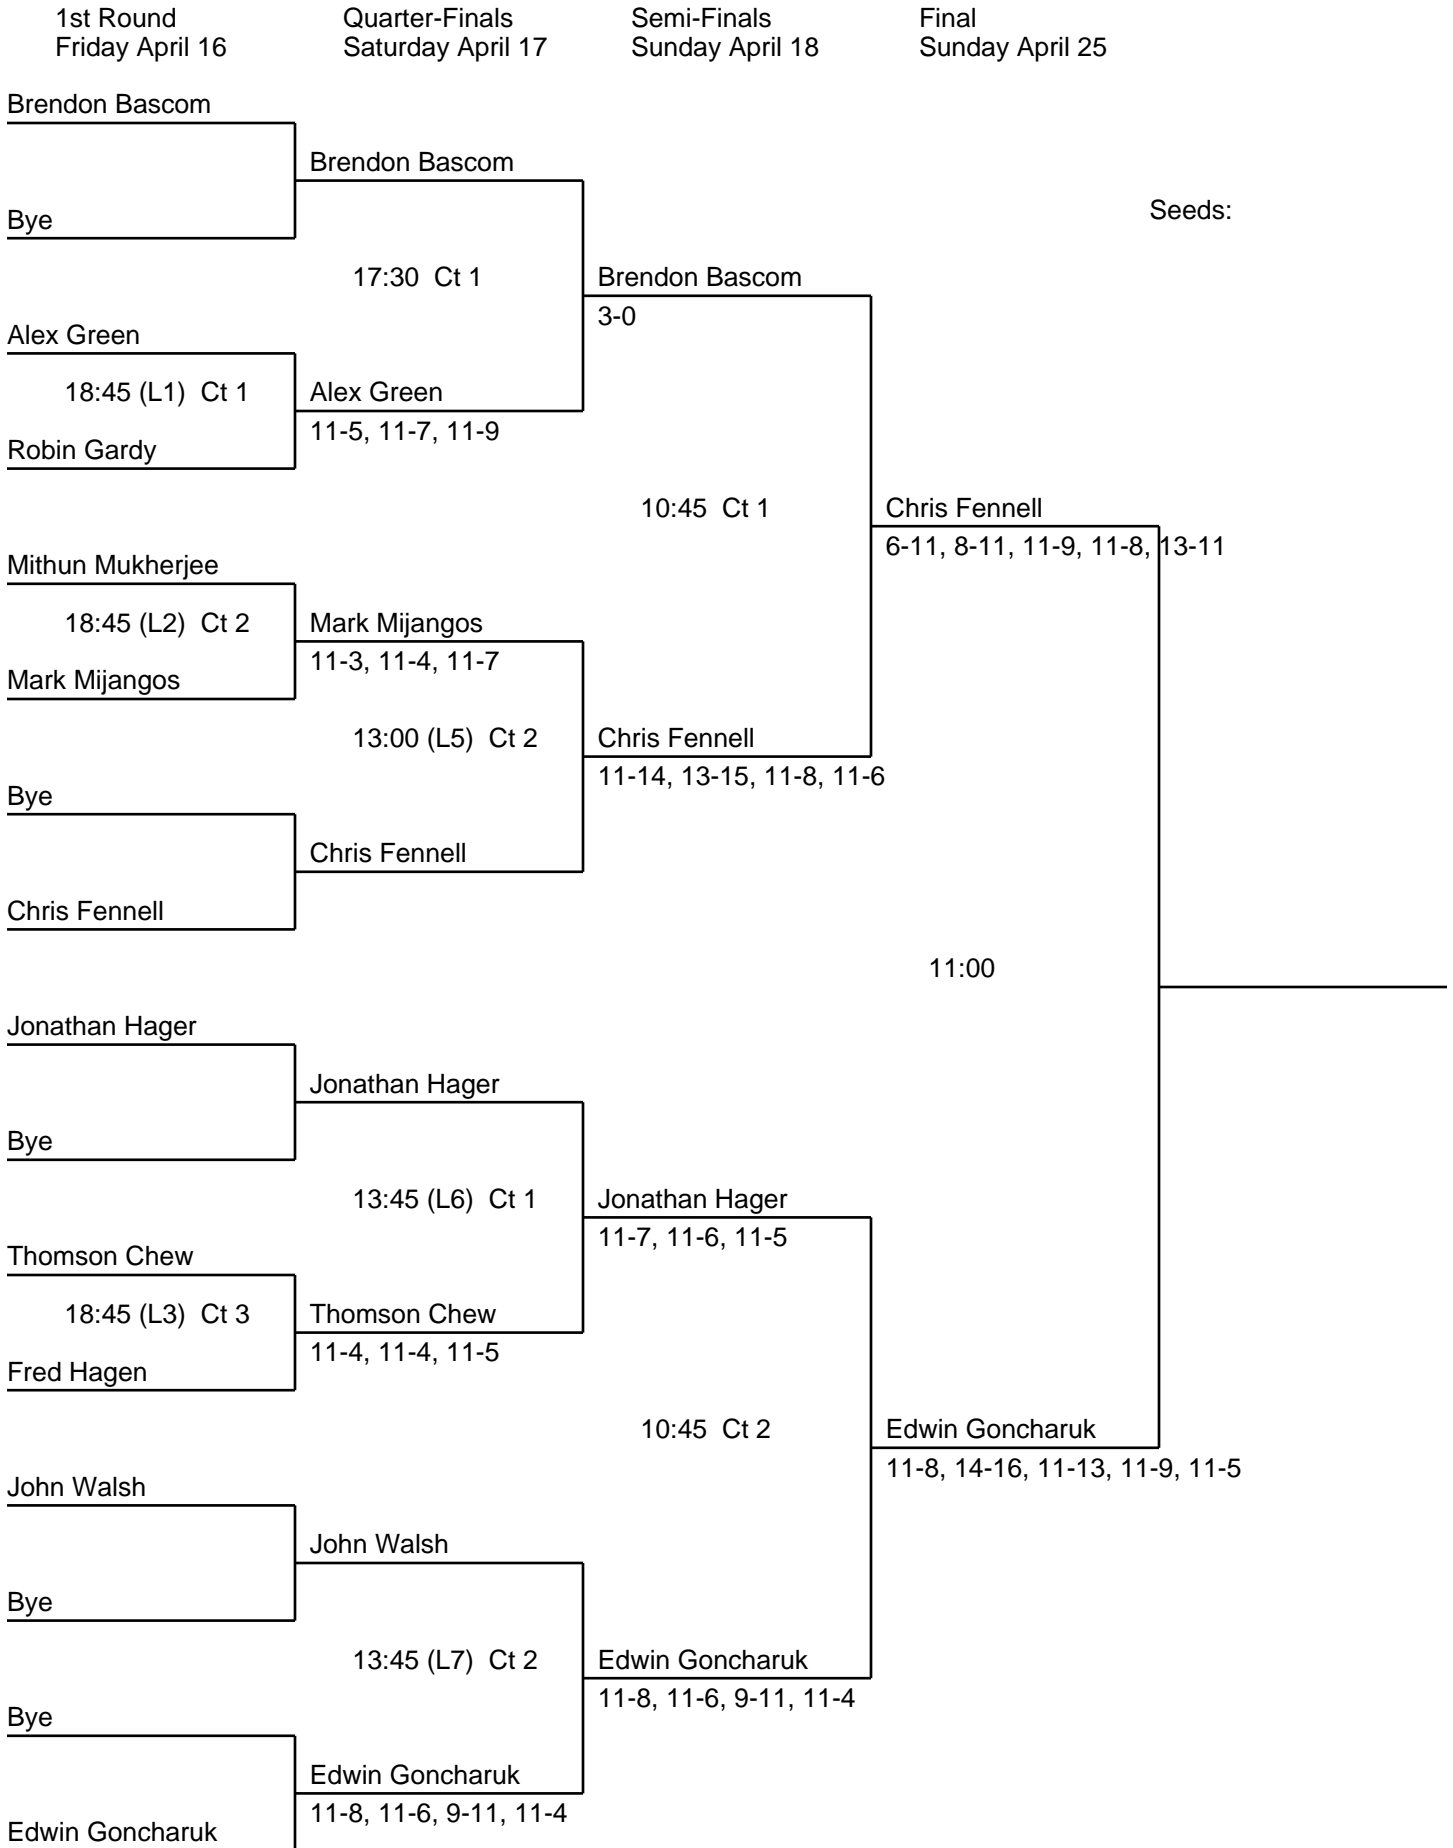 1st Round
Friday April 16
Quarter-Finals
Saturday April 17
Semi-Finals
Sunday April 18
Final
Sunday April 25
Brendon Bascom
Brendon Bascom
Bye
Seeds:
17:30 Ct 1
Brendon Bascom
3-0
Alex Green
18:45 (L1) Ct 1
Alex Green
11-5, 11-7, 11-9
Robin Gardy
10:45 Ct 1
Chris Fennell
6-11, 8-11, 11-9, 11-8, 13-11
Mithun Mukherjee
18:45 (L2) Ct 2
Mark Mijangos
11-3, 11-4, 11-7
Mark Mijangos
13:00 (L5) Ct 2
Chris Fennell
11-14, 13-15, 11-8, 11-6
Bye
Chris Fennell
Chris Fennell
11:00
Jonathan Hager
Jonathan Hager
Bye
13:45 (L6) Ct 1
Jonathan Hager
11-7, 11-6, 11-5
Thomson Chew
18:45 (L3) Ct 3
Thomson Chew
11-4, 11-4, 11-5
Fred Hagen
10:45 Ct 2
Edwin Goncharuk
11-8, 14-16, 11-13, 11-9, 11-5
John Walsh
John Walsh
Bye
13:45 (L7) Ct 2
Edwin Goncharuk
11-8, 11-6, 9-11, 11-4
Bye
Edwin Goncharuk
11-8, 11-6, 9-11, 11-4
Edwin Goncharuk